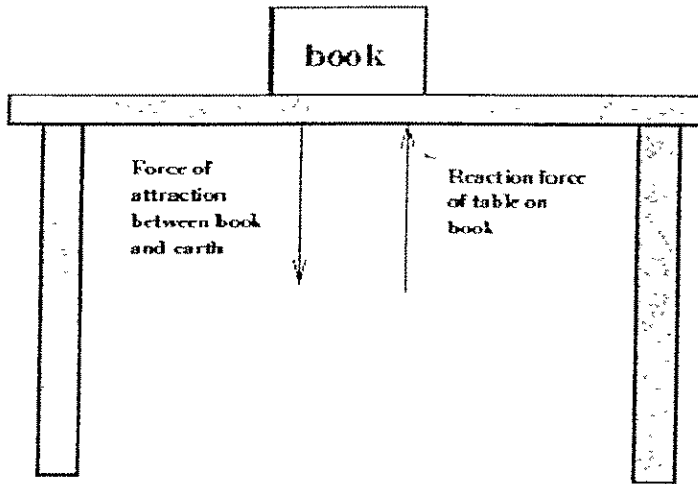 book
Force of
attraction
between book
and earth
Reaction force
of table on
book